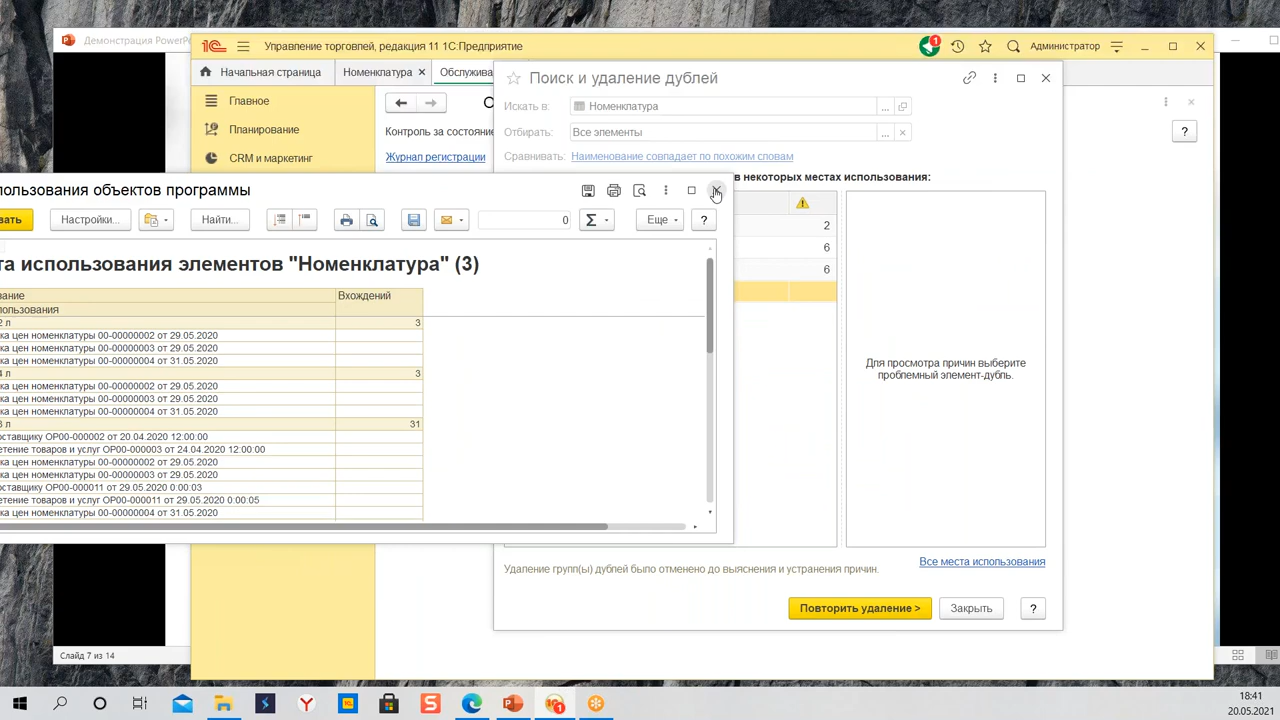 Демонстрация PowerP
1С
Управление торговлей, редакция 11 1С:Предприятие
1
Администратор
Начальная страница
Номенклатура
Обслужива
Главное
Планирование
CRM и маркетинг
О
Контроль за состояние
Журнал регистрации
?
Поиск и удаление дублей
Искать в:
Номенклатура
...
Отбирать:
Все элементы
...
Сравнивать:
Наименование совпадает по похожим словам
в некоторых местах использования:
2
6
6
Для просмотра причин выберите
проблемный элемент-дубль.
Все места использования
Удаление групп(ы) дублей было отменено до выяснения и устранения причин.
Повторить удаление >
Закрыть
?
пользования объектов программы
вать
Настройки...
Найти...
0
Σ
Еще
?
та использования элементов "Номенклатура" (3)
вание
Вхождений
пользования
2 л
3
ка цен номенклатуры 00-00000002 от 29.05.2020
ка цен номенклатуры 00-00000003 от 29.05.2020
ка цен номенклатуры 00-00000004 от 31.05.2020
4 л
3
ка цен номенклатуры 00-00000002 от 29.05.2020
ка цен номенклатуры 00-00000003 от 29.05.2020
ка цен номенклатуры 00-00000004 от 31.05.2020
3 л
31
оставщику ОР00-000002 от 20.04.2020 12:00:00
етение товаров и услуг ОР00-000003 от 24.04.2020 12:00:00
ка цен номенклатуры 00-00000002 от 29.05.2020
ка цен номенклатуры 00-00000003 от 29.05.2020
оставщику ОР00-000011 от 29.05.2020 0:00:03
етение товаров и услуг ОР00-000011 от 29.05.2020 0:00:05
ка цен номенклатуры 00-00000004 от 31.05.2020
Слайд 7 из 14
18:41
20.05.2021